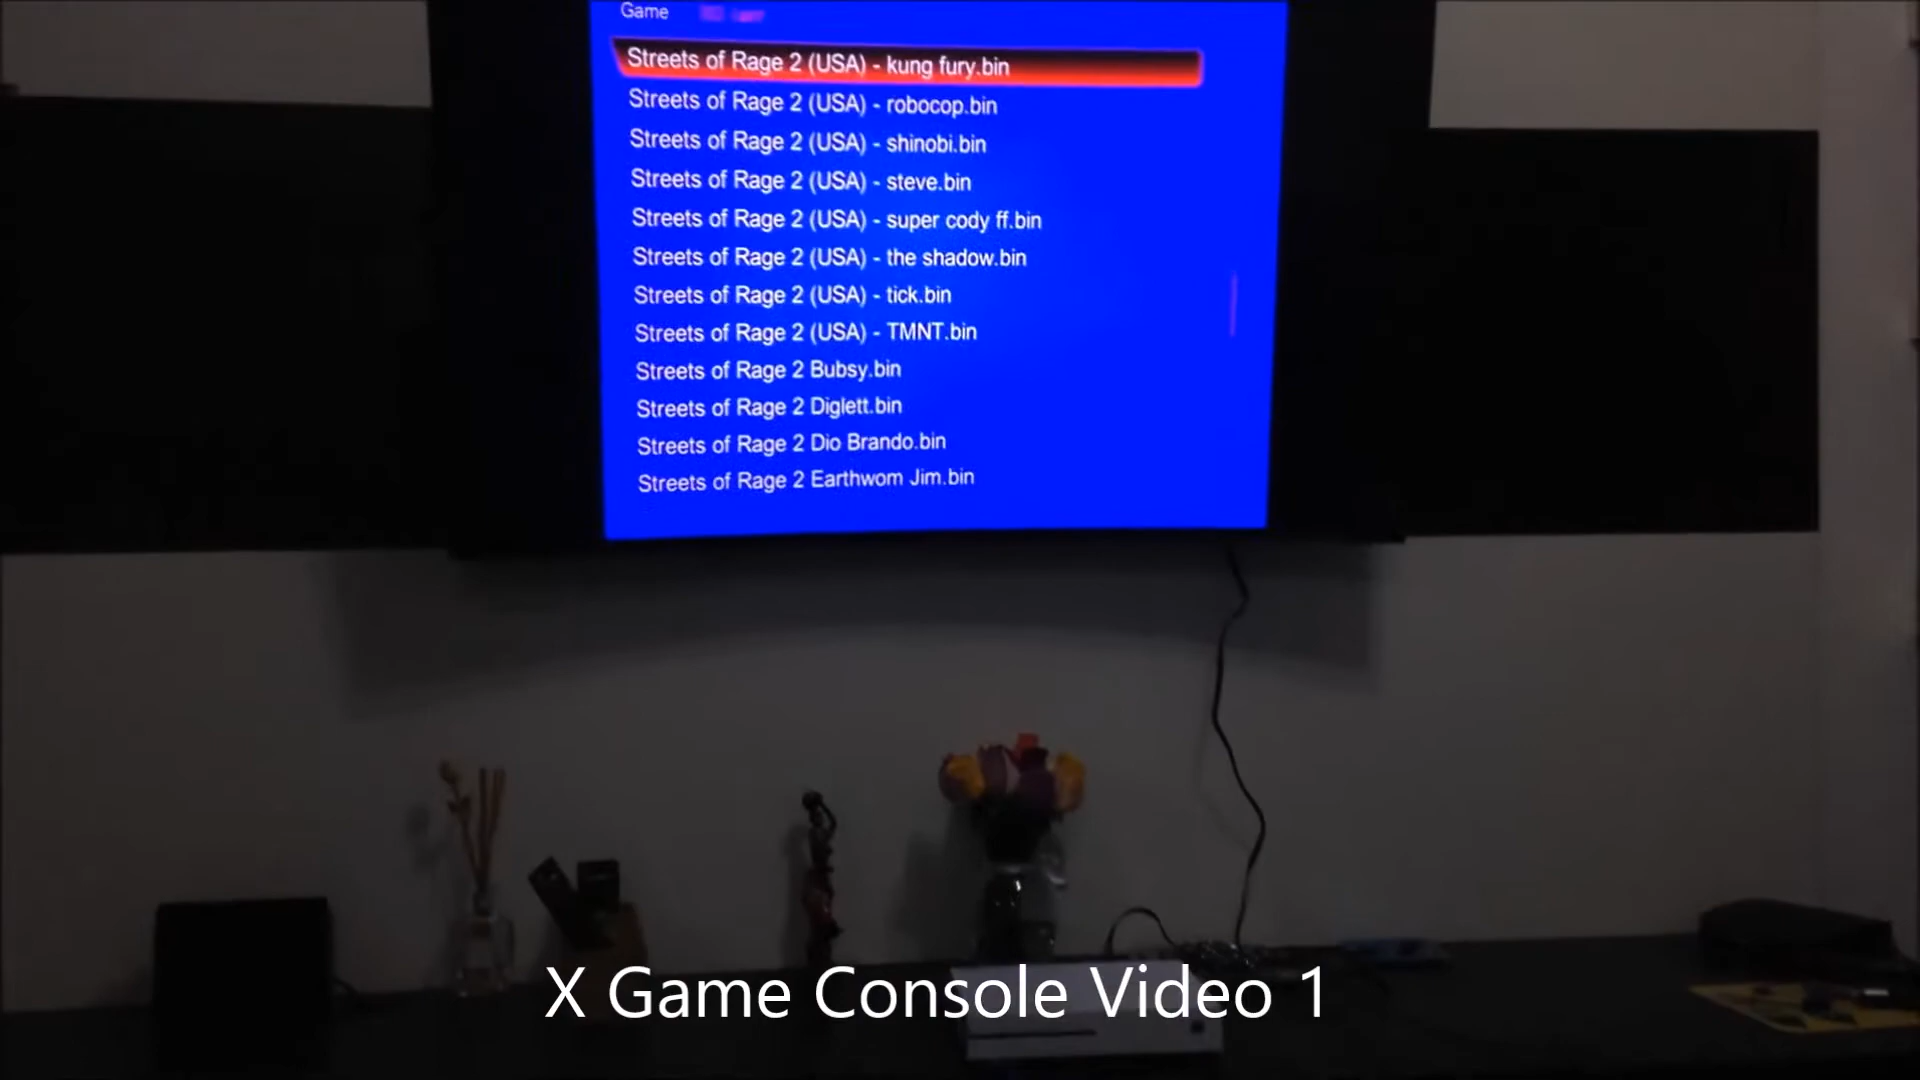 Game
Streets of Rage 2 (USA) - kung fury.bin
Streets of Rage 2 (USA) - robocop.bin
Streets of Rage 2 (USA) - shinobi.bin
Streets of Rage 2 (USA) - steve.bin
Streets of Rage 2 (USA) - super cody ff.bin
Streets of Rage 2 (USA) - the shadow.bin
Streets of Rage 2 (USA) - tick.bin
Streets of Rage 2 (USA) - TMNT.bin
Streets of Rage 2 Bubsy.bin
Streets of Rage 2 Diglett.bin
Streets of Rage 2 Dio Brando.bin
Streets of Rage 2 Earthwom Jim.bin
X Game Console Video 1